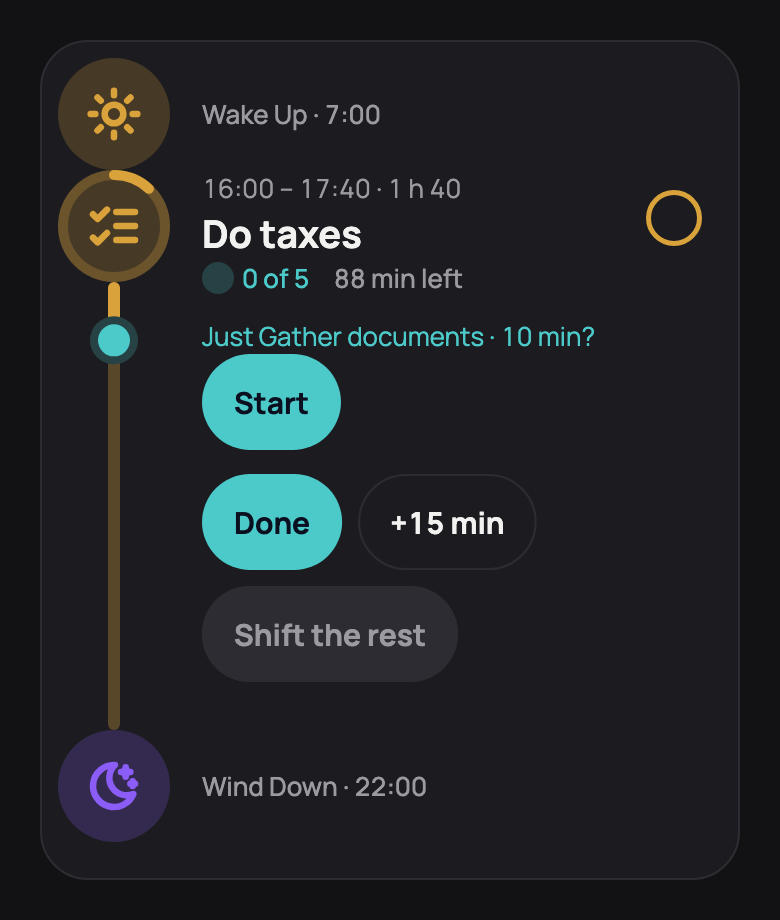 Wake Up · 7:00
16:00 – 17:40 · 1 h 40
Do taxes
0 of 5 88 min left
Just Gather documents · 10 min?
Start
Done +15 min
Shift the rest
Wind Down · 22:00